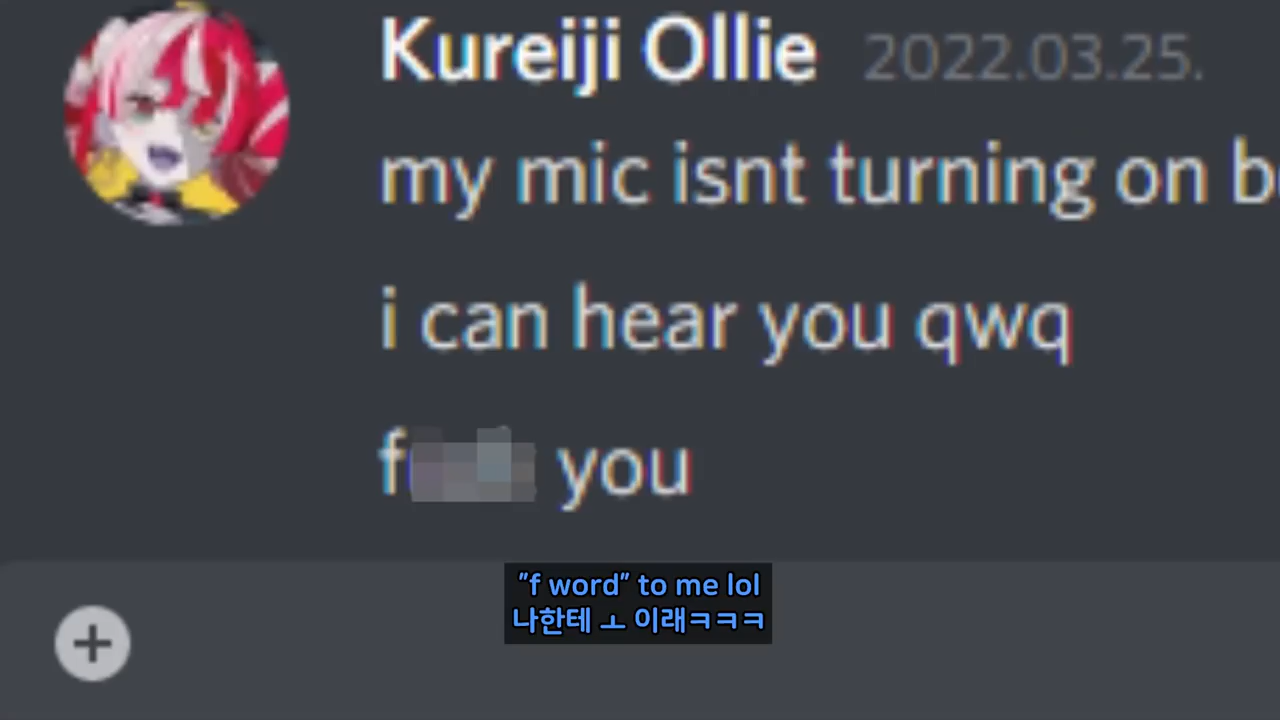 Kureiji Ollie 2022.03.25.
my mic isnt turning on
i can hear you qwq
f you
"f word" to me lol
나한테 ㅗ 이래ㅋㅋㅋ